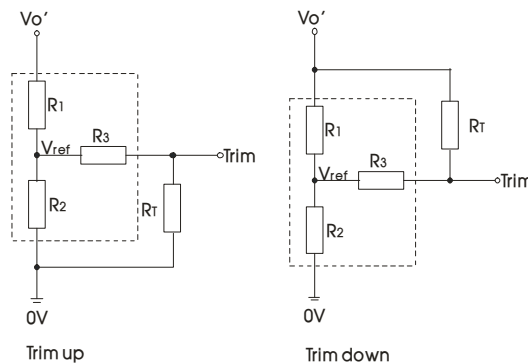 Vo'
R1
Vref
R3
Trim
R2
RT
0V
Trim up
Vo'
R1
RT
Vref
R3
Trim
R2
0V
Trim down